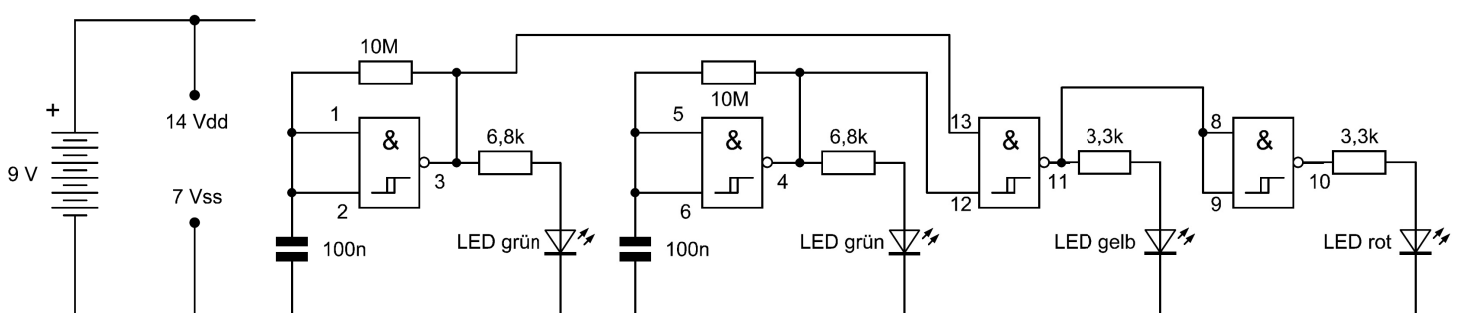 +
9 V
14 Vdd
7 Vss
10M
1
&
2
3
6,8k
100n
LED grün
10M
5
&
6
4
6,8k
100n
LED grün
13
&
12
11
3,3k
LED gelb
8
&
9
10
3,3k
LED rot